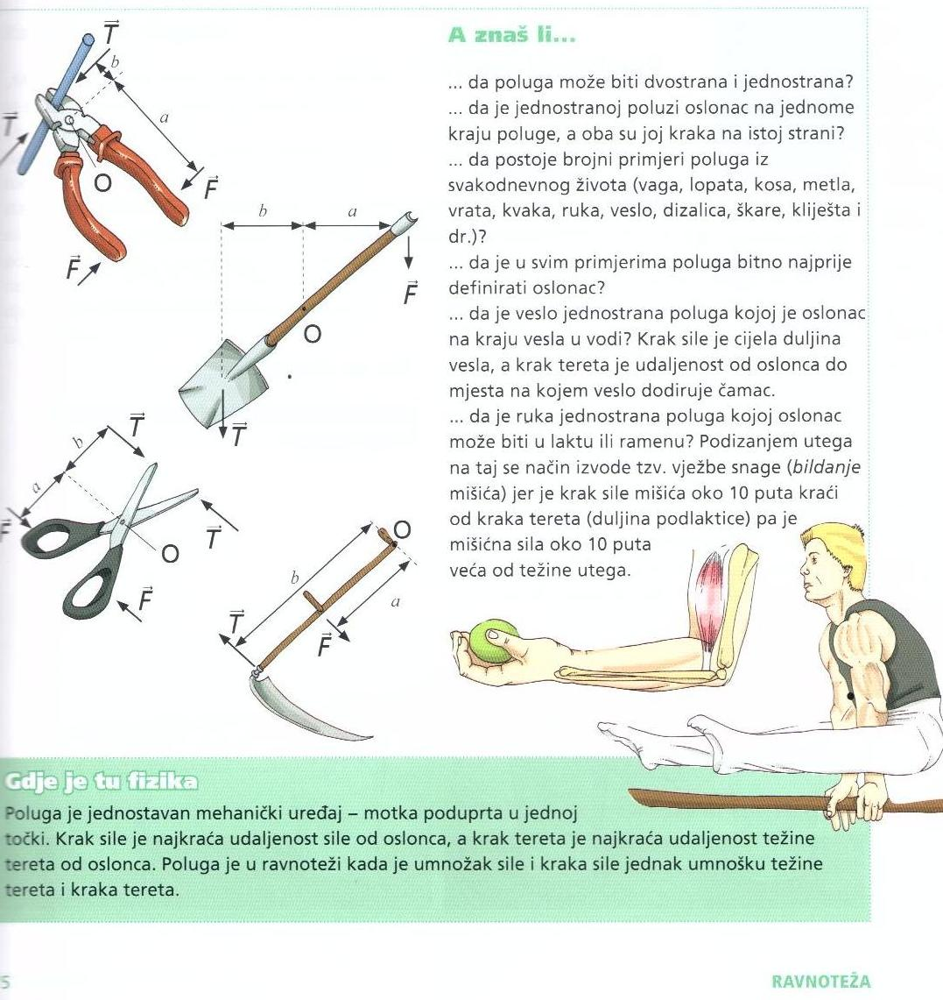 A znaš li...
... da poluga može biti dvostrana i jednostrana?
... da je jednostranoj poluzi oslonac na jednome
kraju poluge, a oba su joj kraka na istoj strani?
... da postoje brojni primjeri poluga iz
svakodnevnog života (vaga, lopata, kosa, metla,
vrata, kvaka, ruka, veslo, dizalica, škare, kliješta i
dr.)?
... da je u svim primjerima poluga bitno najprije
definirati oslonac?
... da je veslo jednostrana poluga kojoj je oslonac
na kraju vesla u vodi? Krak sile je cijela duljina
vesla, a krak tereta je udaljenost od oslonca do
mjesta na kojem veslo dodiruje čamac.
... da je ruka jednostrana poluga kojoj oslonac
može biti u laktu ili ramenu? Podizanjem utega
na taj se način izvode tzv. vježbe snage (bildanje
mišića) jer je krak sile mišića oko 10 puta kraći
od kraka tereta (duljina podlaktice) pa je
mišićna sila oko 10 puta
veća od težine utega.
T
b
a
T
O
F
F
b
a
F
O
T
T
b
a
F
T
O
F
O
b
a
T
F
Gdje je tu fizika
Poluga je jednostavan mehanički uređaj – motka poduprta u jednoj
točki. Krak sile je najkraća udaljenost sile od oslonca, a krak tereta je najkraća udaljenost težine
tereta od oslonca. Poluga je u ravnoteži kada je umnožak sile i kraka sile jednak umnošku težine
tereta i kraka tereta.
5
RAVNOTEŽA